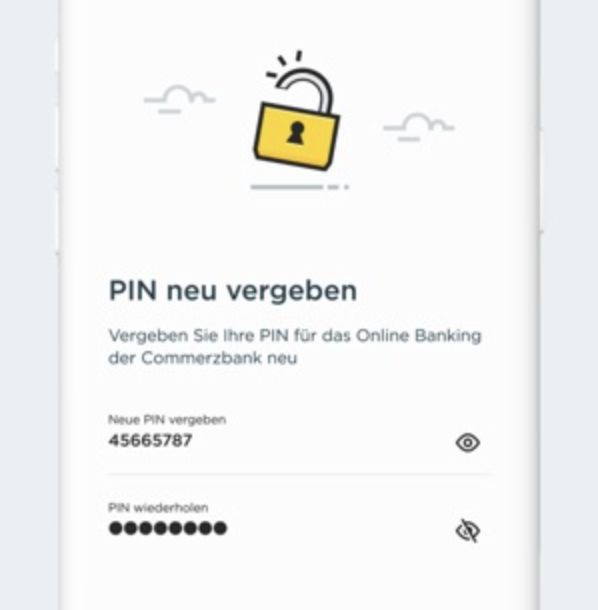 PIN neu vergeben
Vergeben Sie Ihre PIN für das Online Banking
der Commerzbank neu
Neue PIN vergeben
45665787
PIN wiederholen
●●●●●●●●